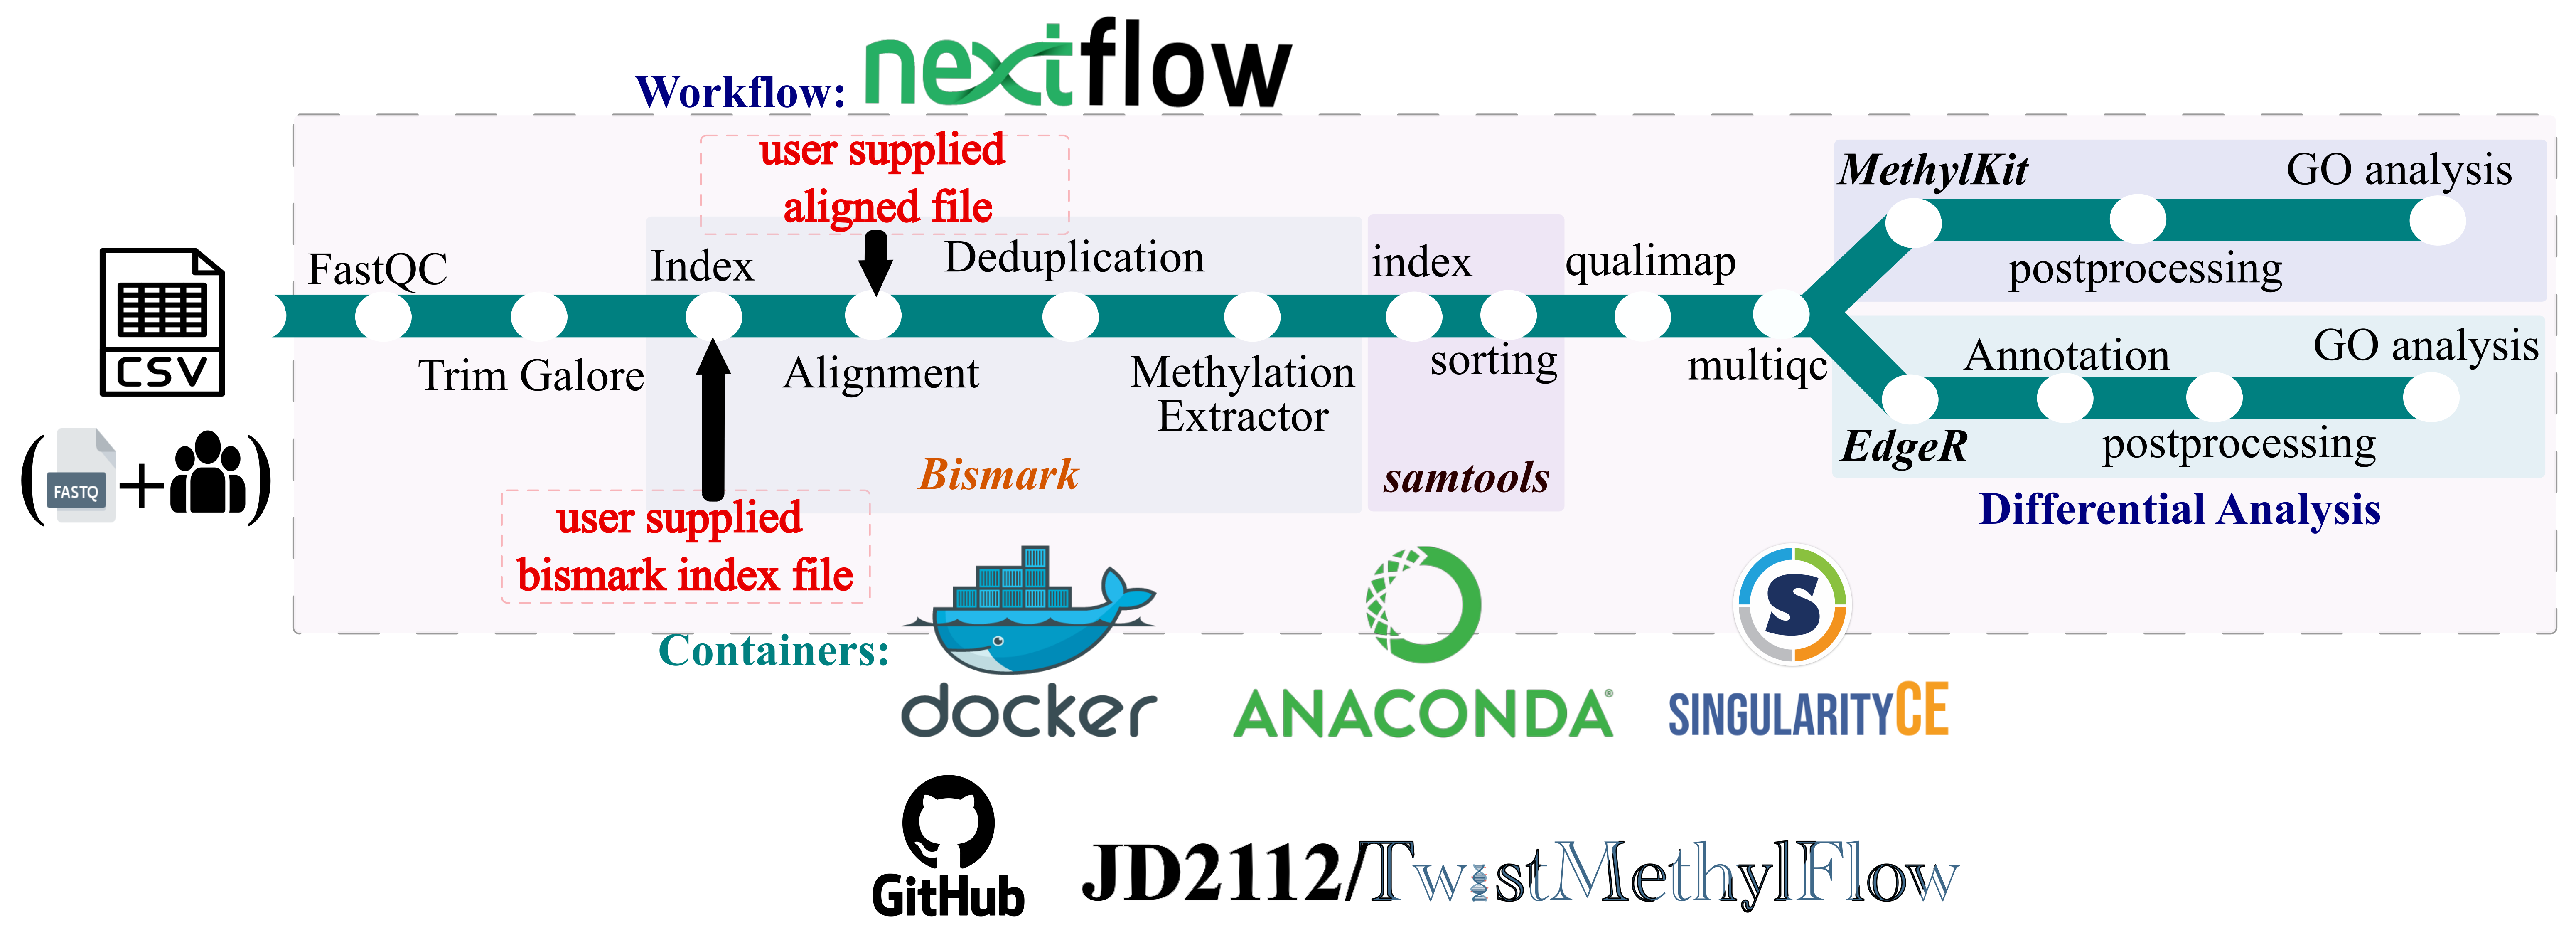 Workflow: nextflow
user supplied
aligned file
MethylKit
GO analysis
FastQC
Index
Deduplication
index
qualimap
postprocessing
Trim Galore
Alignment
Methylation
Extractor
sorting
multiqc
Annotation
GO analysis
CSV
(FASTQ+)
Bismark
samtools
EdgeR
postprocessing
user supplied
bismark index file
Differential Analysis
Containers:
docker
ANACONDA®
S
SINGULARITYCE
GitHub
JD2112/TwistMethylFlow